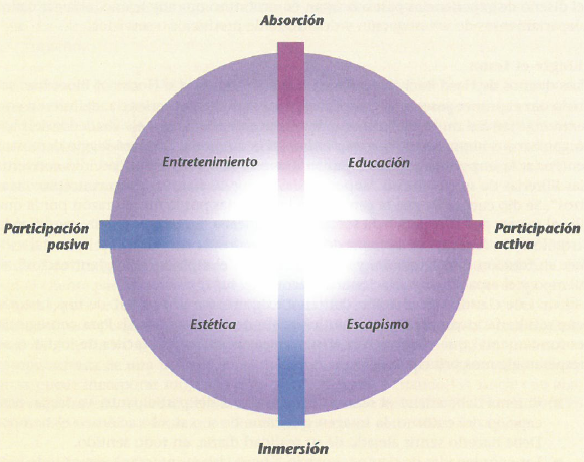 Absorción
Entretenimiento
Educación
Participación
pasiva
Participación
activa
Estética
Escapismo
Inmersión